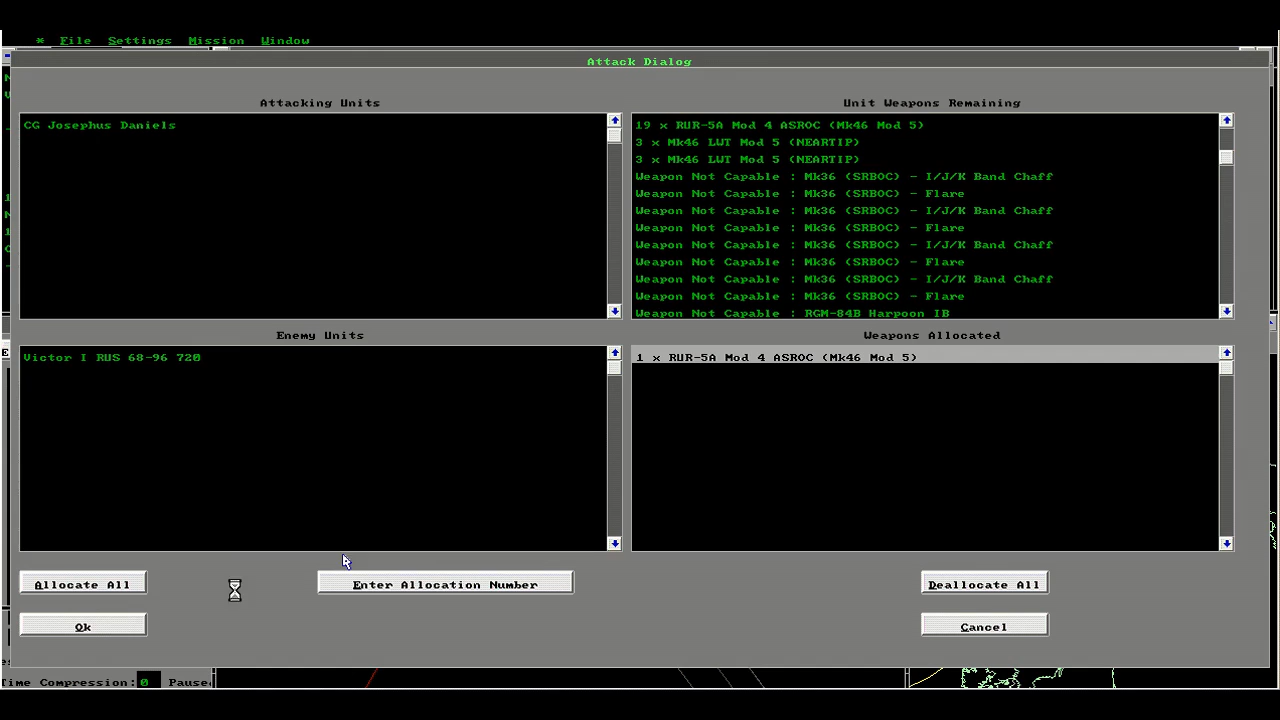 * File Settings Mission Window
Attack Dialog
Attacking Units
Unit Weapons Remaining
CG Josephus Daniels
19 x RUR-5A Mod 4 ASROC (Mk46 Mod 5)
3 x Mk46 LWT Mod 5 (NEARTIP)
3 x Mk46 LWT Mod 5 (NEARTIP)
Weapon Not Capable : Mk36 (SRBOC) - I/J/K Band Chaff
Weapon Not Capable : Mk36 (SRBOC) - Flare
Weapon Not Capable : Mk36 (SRBOC) - I/J/K Band Chaff
Weapon Not Capable : Mk36 (SRBOC) - Flare
Weapon Not Capable : Mk36 (SRBOC) - I/J/K Band Chaff
Weapon Not Capable : Mk36 (SRBOC) - Flare
Weapon Not Capable : Mk36 (SRBOC) - I/J/K Band Chaff
Weapon Not Capable : Mk36 (SRBOC) - Flare
Weapon Not Capable : RGM-84B Harpoon IB
Enemy Units
Weapons Allocated
Victor I RUS 68-96 720
1 x RUR-5A Mod 4 ASROC (Mk46 Mod 5)
Allocate All
Enter Allocation Number
Deallocate All
Ok
Cancel
Time Compression: 0 Pause